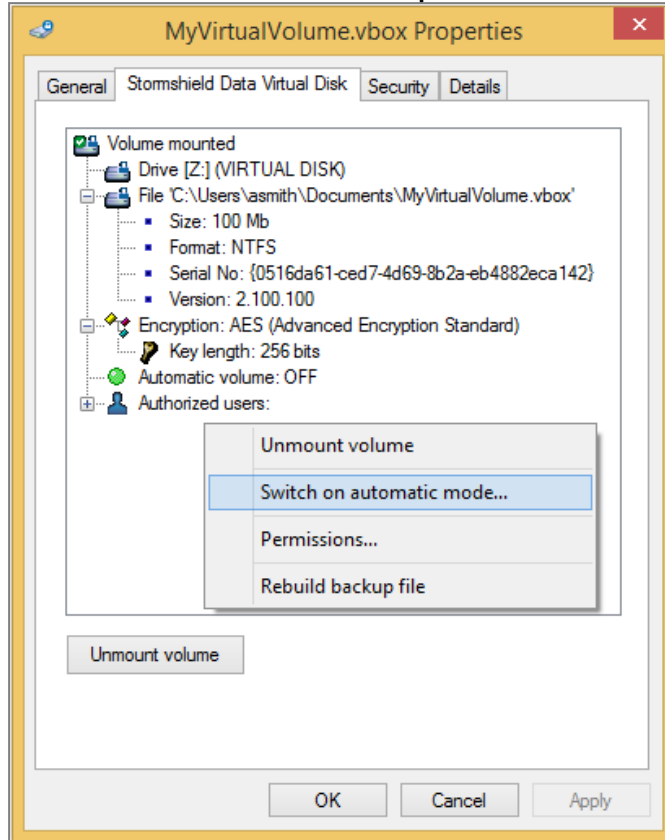 MyVirtualVolume.vbox Properties
General Stormshield Data Virtual Disk Security Details
Volume mounted
Drive [Z:] (VIRTUAL DISK)
File 'C:\Users\asmith\Documents\MyVirtualVolume.vbox'
Size: 100 Mb
Format: NTFS
Serial No: {0516da61-ced7-4d69-8b2a-eb4882eca142}
Version: 2.100.100
Encryption: AES (Advanced Encryption Standard)
Key length: 256 bits
Automatic volume: OFF
Authorized users:
Unmount volume
Switch on automatic mode...
Permissions...
Rebuild backup file
Unmount volume
OK Cancel Apply